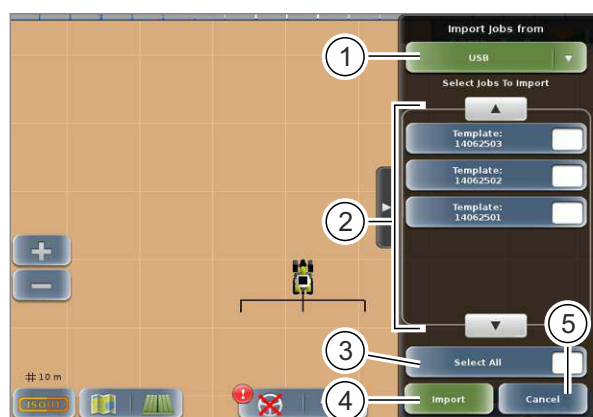 Import Jobs from
1
USB
Select Jobs To Import
Template:
14062503
Template:
14062502
Template:
14062501
2
+
−
5
3
Select All
# 10 m
ISO11
4
Import
Cancel